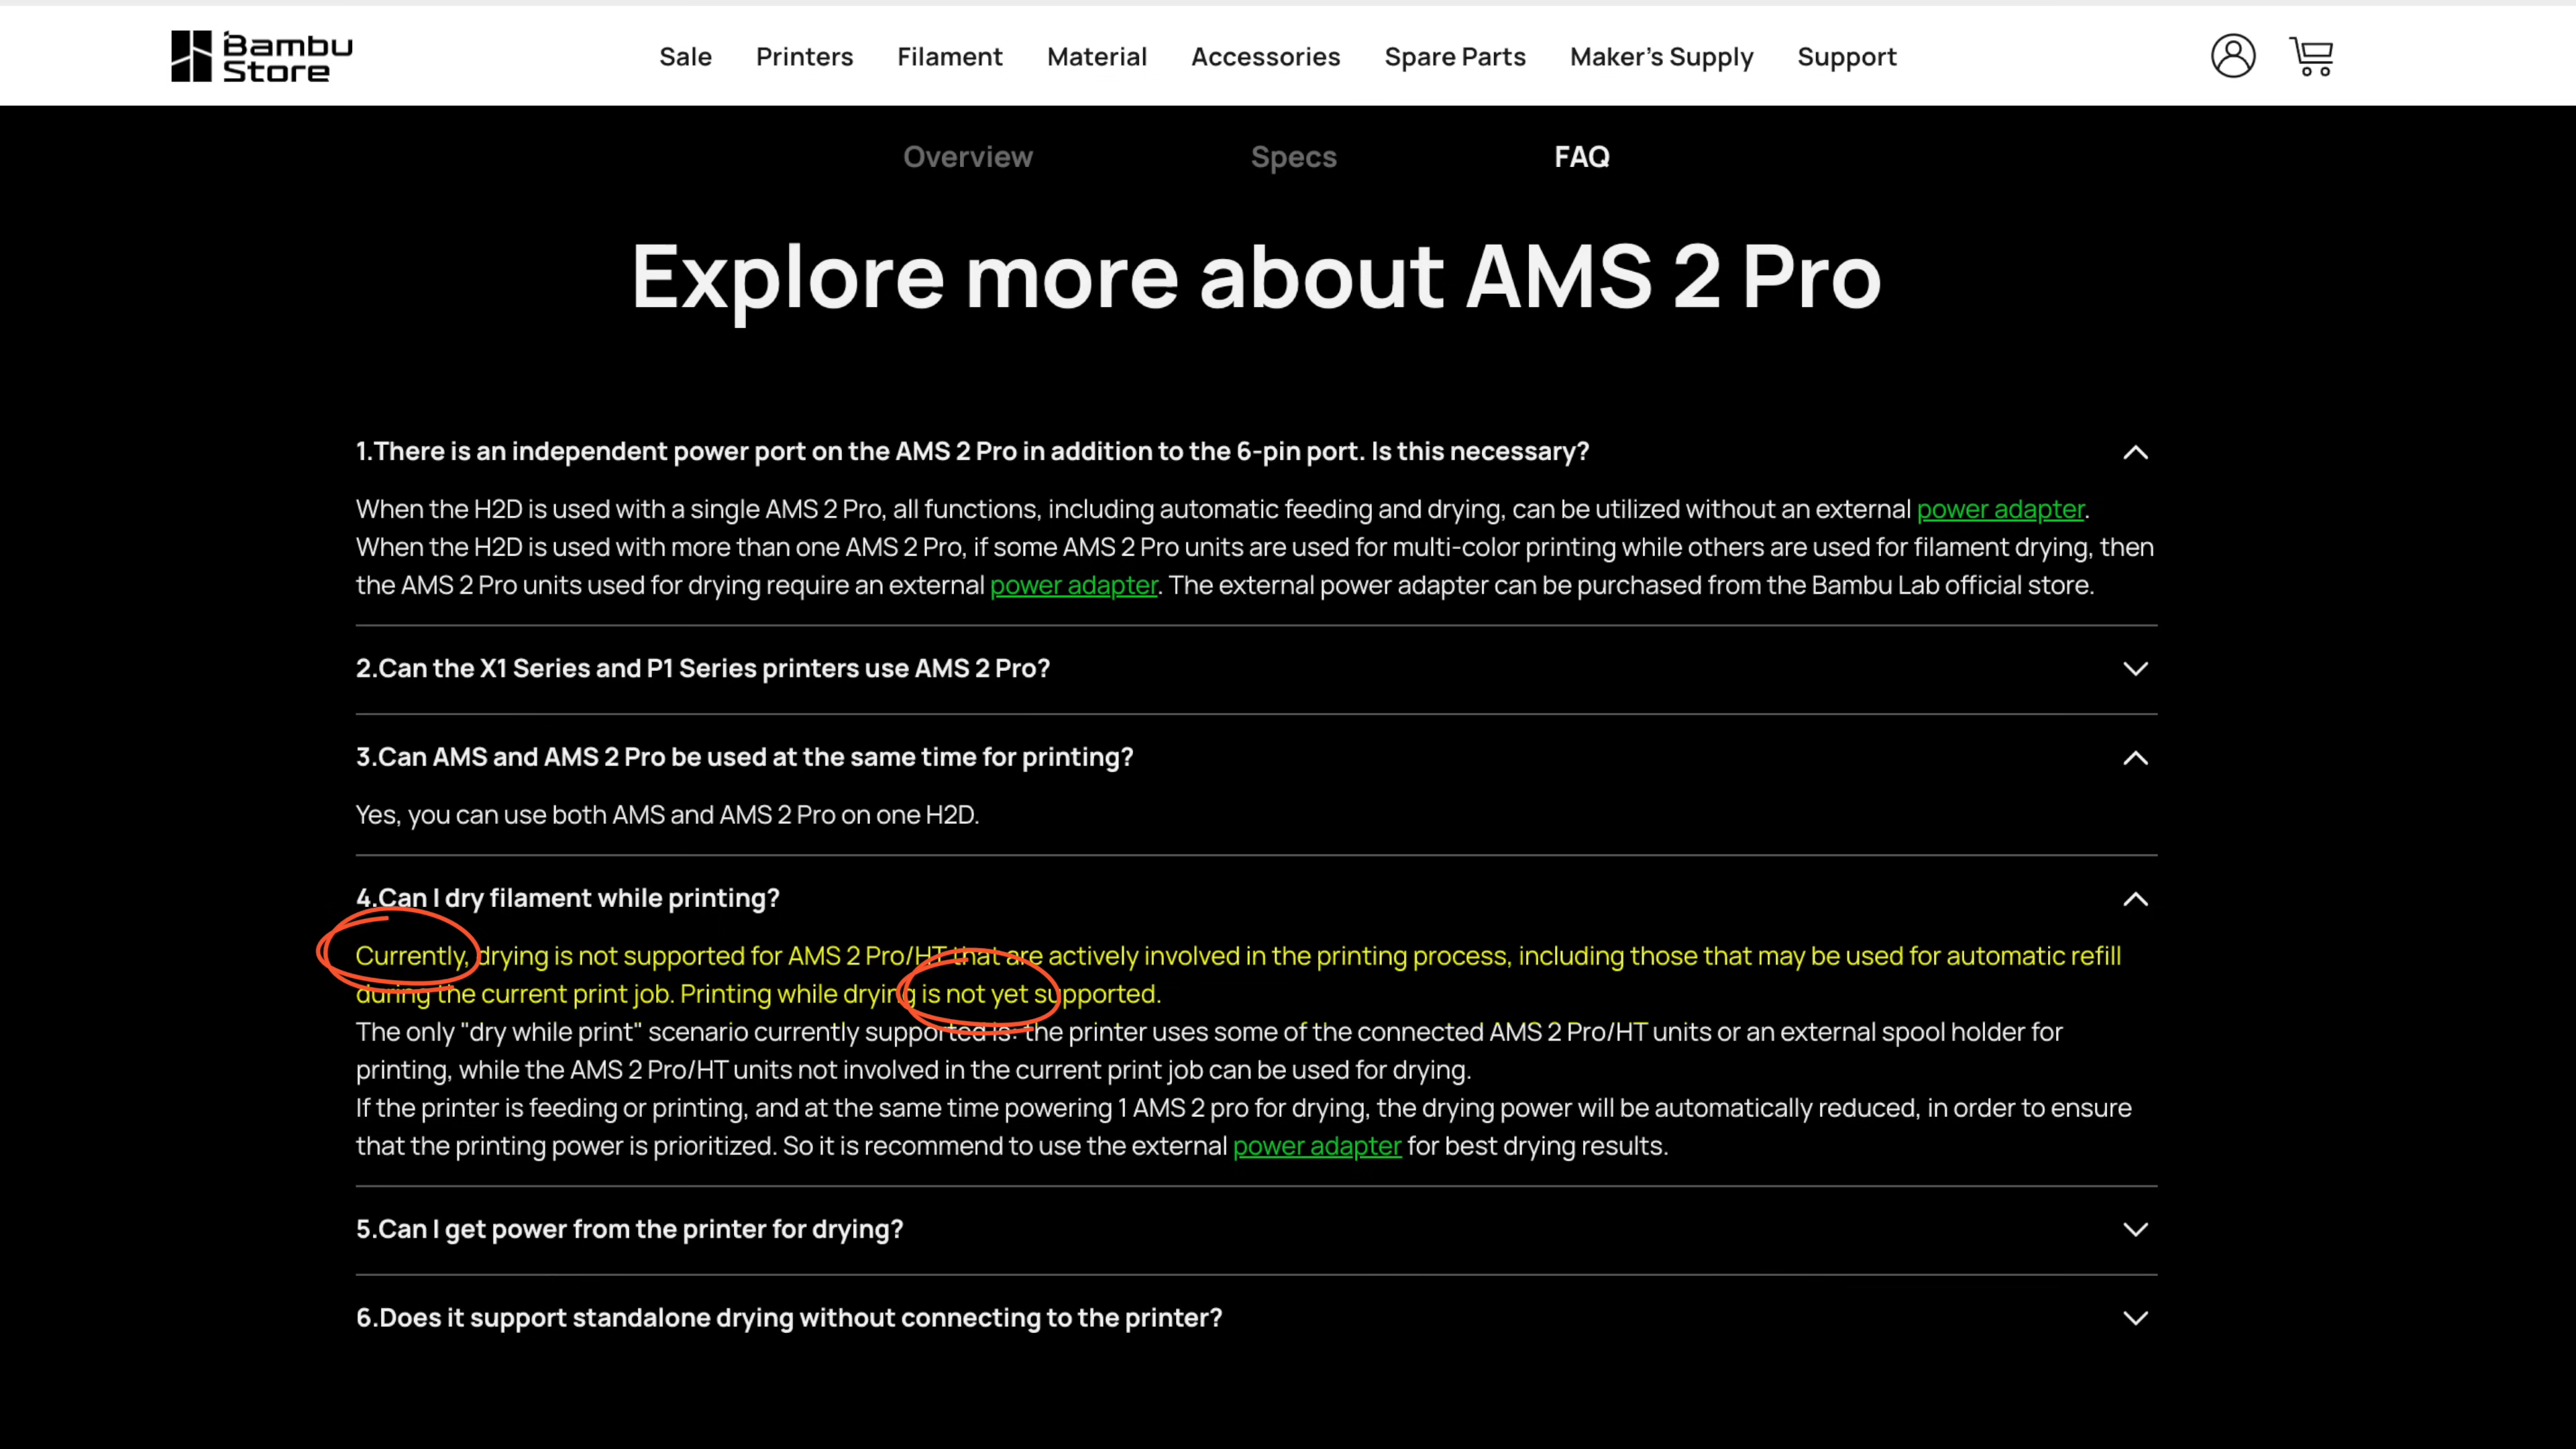 Bambu
Store
Sale Printers Filament Material Accessories Spare Parts Maker's Supply Support
Overview Specs FAQ
Explore more about AMS 2 Pro
1.There is an independent power port on the AMS 2 Pro in addition to the 6-pin port. Is this necessary?
When the H2D is used with a single AMS 2 Pro, all functions, including automatic feeding and drying, can be utilized without an external power adapter.
When the H2D is used with more than one AMS 2 Pro, if some AMS 2 Pro units are used for multi-color printing while others are used for filament drying, then
the AMS 2 Pro units used for drying require an external power adapter. The external power adapter can be purchased from the Bambu Lab official store.
2.Can the X1 Series and P1 Series printers use AMS 2 Pro?
3.Can AMS and AMS 2 Pro be used at the same time for printing?
Yes, you can use both AMS and AMS 2 Pro on one H2D.
4.Can I dry filament while printing?
Currently, drying is not supported for AMS 2 Pro/HT that are actively involved in the printing process, including those that may be used for automatic refill
during the current print job. Printing while drying is not yet supported.
The only "dry while print" scenario currently supported is: the printer uses some of the connected AMS 2 Pro/HT units or an external spool holder for
printing, while the AMS 2 Pro/HT units not involved in the current print job can be used for drying.
If the printer is feeding or printing, and at the same time powering 1 AMS 2 pro for drying, the drying power will be automatically reduced, in order to ensure
that the printing power is prioritized. So it is recommend to use the external power adapter for best drying results.
5.Can I get power from the printer for drying?
6.Does it support standalone drying without connecting to the printer?